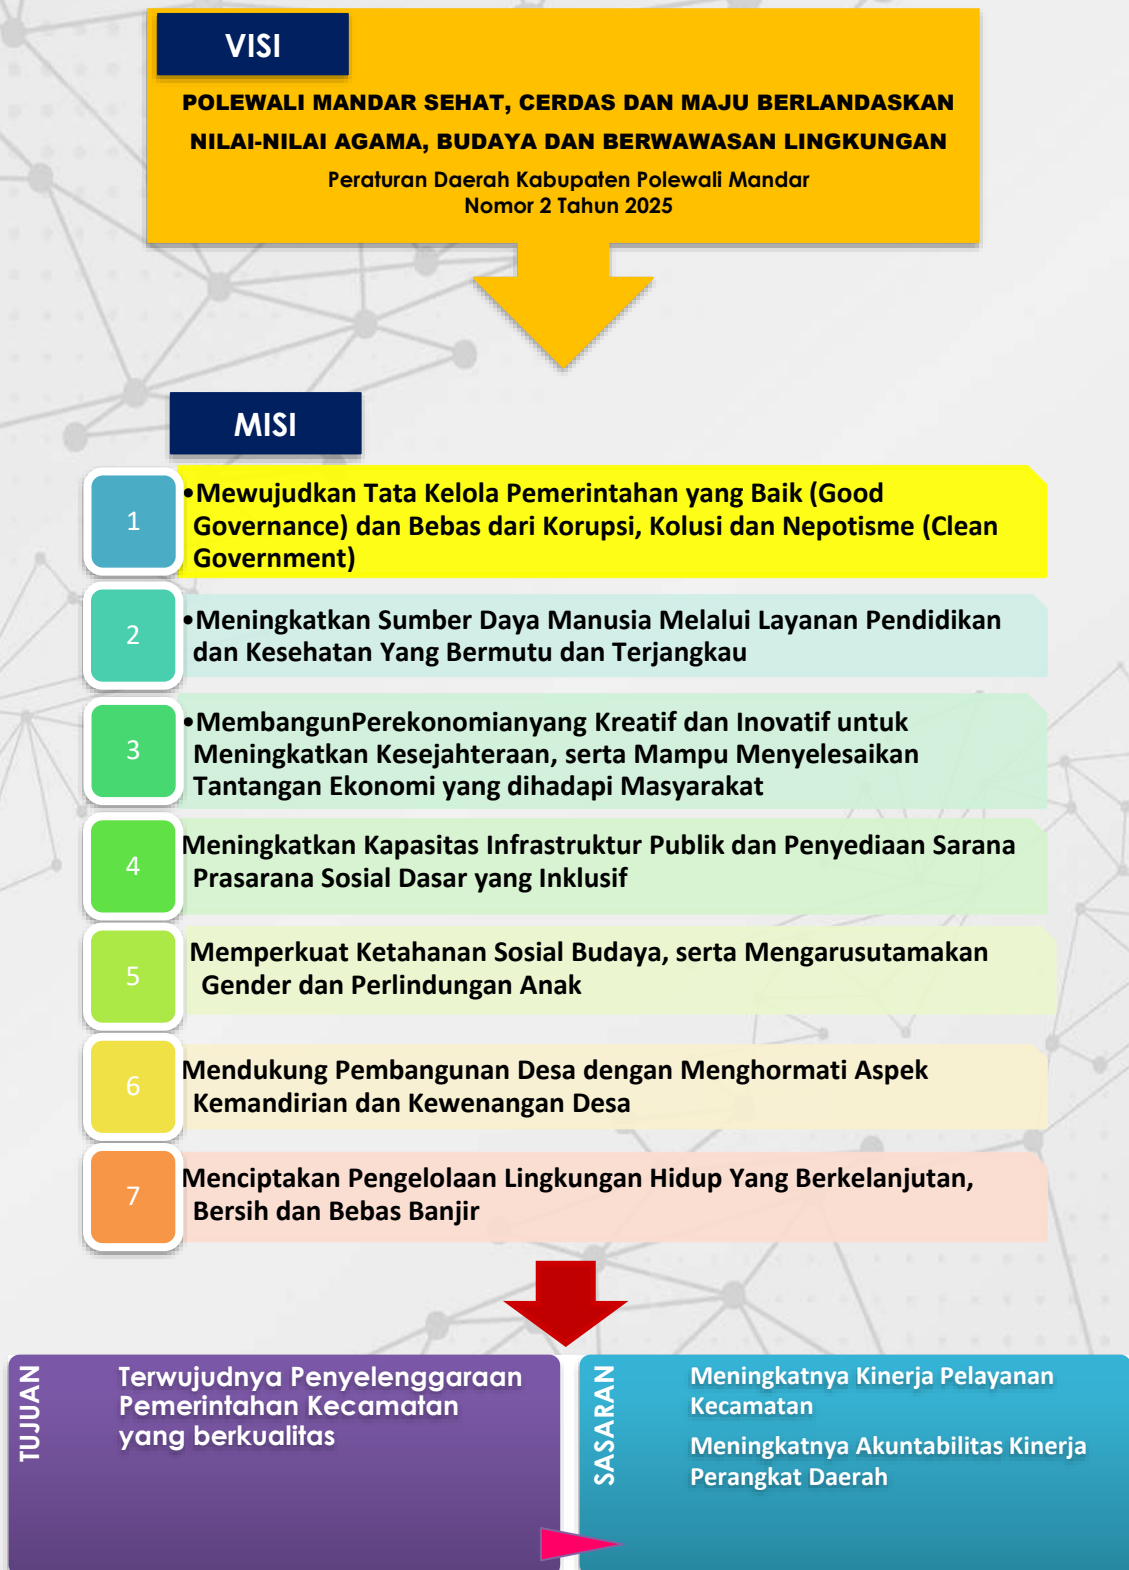 VISI
POLEWALI MANDAR SEHAT, CERDAS DAN MAJU BERLANDASKAN
NILAI-NILAI AGAMA, BUDAYA DAN BERWAWASAN LINGKUNGAN
Peraturan Daerah Kabupaten Polewali Mandar
Nomor 2 Tahun 2025
MISI
1
•Mewujudkan Tata Kelola Pemerintahan yang Baik (Good
Governance) dan Bebas dari Korupsi, Kolusi dan Nepotisme (Clean
Government)
2
•Meningkatkan Sumber Daya Manusia Melalui Layanan Pendidikan
dan Kesehatan Yang Bermutu dan Terjangkau
3
•MembangunPerekonomianyang Kreatif dan Inovatif untuk
Meningkatkan Kesejahteraan, serta Mampu Menyelesaikan
Tantangan Ekonomi yang dihadapi Masyarakat
4
Meningkatkan Kapasitas Infrastruktur Publik dan Penyediaan Sarana
Prasarana Sosial Dasar yang Inklusif
5
Memperkuat Ketahanan Sosial Budaya, serta Mengarusutamakan
Gender dan Perlindungan Anak
6
Mendukung Pembangunan Desa dengan Menghormati Aspek
Kemandirian dan Kewenangan Desa
7
Menciptakan Pengelolaan Lingkungan Hidup Yang Berkelanjutan,
Bersih dan Bebas Banjir
TUJUAN
Terwujudnya Penyelenggaraan
Pemerintahan Kecamatan
yang berkualitas
SASARAN
Meningkatnya Kinerja Pelayanan
Kecamatan
Meningkatnya Akuntabilitas Kinerja
Perangkat Daerah